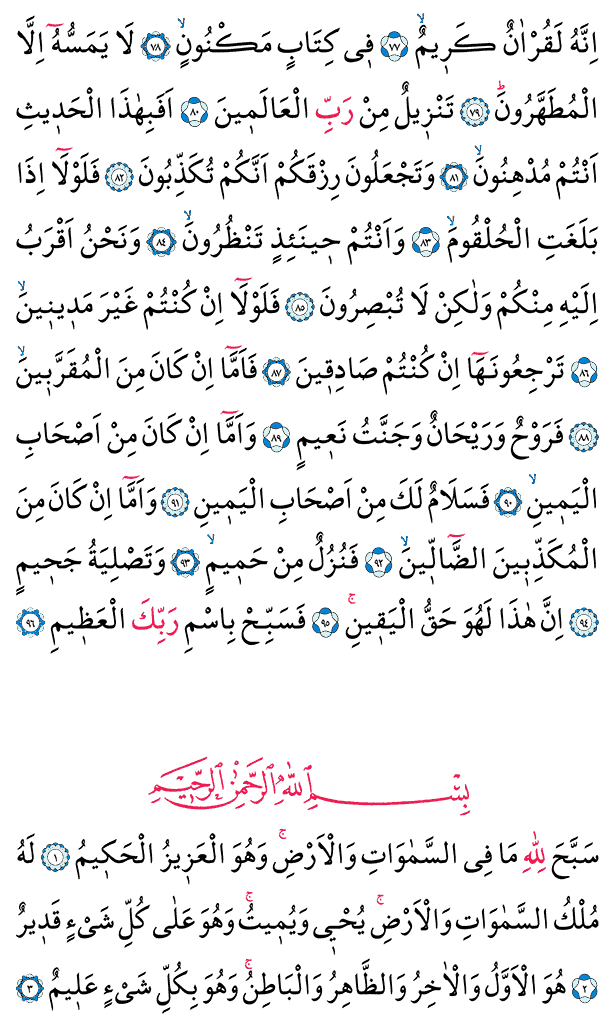 اِنَّهُ لَقُرْاٰنٌ كَرٖيمٌۙ ﴿٧٧﴾ فٖى كِتَابٍ مَكْنُونٍۙ ﴿٧٨﴾ لَا يَمَسُّهُٓ اِلَّا
الْمُطَهَّرُونَۜ ﴿٧٩﴾ تَنْزٖيلٌ مِنْ رَبِّ الْعَالَمٖينَ ﴿٨٠﴾ اَفَبِهٰذَا الْحَدٖيثِ
اَنْتُمْ مُدْهِنُونَۙ ﴿٨١﴾ وَتَجْعَلُونَ رِزْقَكُمْ اَنَّكُمْ تُكَذِّبُونَ ﴿٨٢﴾ فَلَوْلَٓا اِذَا
بَلَغَتِ الْحُلْقُومَۙ ﴿٨٣﴾ وَاَنْتُمْ حٖينَئِذٍ تَنْظُرُونَۙ ﴿٨٤﴾ وَنَحْنُ اَقْرَبُ
اِلَيْهِ مِنْكُمْ وَلٰكِنْ لَا تُبْصِرُونَ ﴿٨٥﴾ فَلَوْلَٓا اِنْ كُنْتُمْ غَيْرَ مَدٖينٖينَۙ
﴿٨٦﴾ تَرْجِعُونَهَٓا اِنْ كُنْتُمْ صَادِقٖينَ ﴿٨٧﴾ فَاَمَّٓا اِنْ كَانَ مِنَ الْمُقَرَّبٖينَۙ
﴿٨٨﴾ فَرَوْحٌ وَرَيْحَانٌ وَجَنَّتُ نَعٖيمٍ ﴿٨٩﴾ وَاَمَّٓا اِنْ كَانَ مِنْ اَصْحَابِ
الْيَمٖينِۙ ﴿٩٠﴾ فَسَلَامٌ لَكَ مِنْ اَصْحَابِ الْيَمٖينِ ﴿٩١﴾ وَاَمَّٓا اِنْ كَانَ مِنَ
الْمُكَذِّبٖينَ الضَّٓالّٖينَۙ ﴿٩٢﴾ فَنُزُلٌ مِنْ حَمٖيمٍۙ ﴿٩٣﴾ وَتَصْلِيَةُ جَحٖيمٍ
﴿٩٤﴾ اِنَّ هٰذَا لَهُوَ حَقُّ الْيَقٖينِۚ ﴿٩٥﴾ فَسَبِّحْ بِاسْمِ رَبِّكَ الْعَظٖيمِ ﴿٩٦﴾
بِسْمِ اللّٰهِ الرَّحْمٰنِ الرَّحٖيمِ
سَبَّحَ لِلّٰهِ مَا فِى السَّمٰوَاتِ وَالْاَرْضِۚ وَهُوَ الْعَزٖيزُ الْحَكٖيمُ ﴿١﴾ لَهُ
مُلْكُ السَّمٰوَاتِ وَالْاَرْضِۚ يُحْيٖ وَيُمٖيتُۚ وَهُوَ عَلٰى كُلِّ شَىْءٍ قَدٖيرٌ
﴿٢﴾ هُوَ الْاَوَّلُ وَالْاٰخِرُ وَالظَّاهِرُ وَالْبَاطِنُۚ وَهُوَ بِكُلِّ شَىْءٍ عَلٖيمٌ ﴿٣﴾